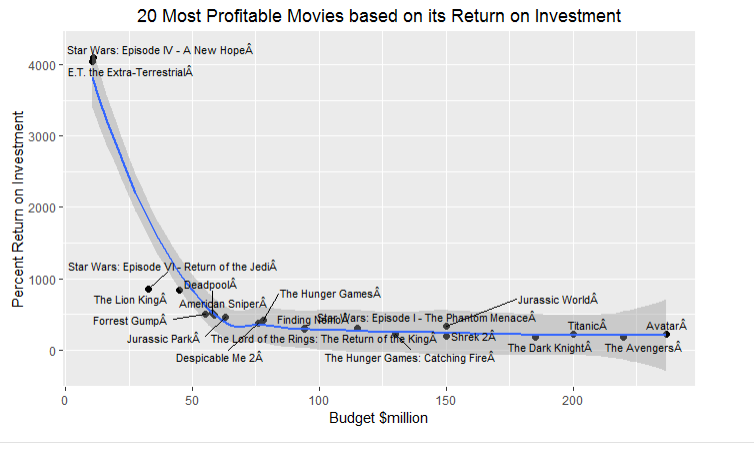 20 Most Profitable Movies based on its Return on Investment
Star Wars: Episode IV - A New HopeÂ
E.T. the Extra-TerrestrialÂ
4000
3000
2000
1000
0
Percent Return on Investment
Star Wars: Episode VI - Return of the JediÂ
DeadpoolÂ
The Lion KingÂ
American SniperÂ
The Hunger GamesÂ
Jurassic WorldÂ
Forrest GumpÂ
Finding NemoÂ
Star Wars: Episode I - The Phantom MenaceÂ
TitanicÂ
AvatarÂ
Jurassic ParkÂ
The Lord of the Rings: The Return of the KingÂ
Shrek 2Â
The Dark KnightÂ
The AvengersÂ
Despicable Me 2Â
The Hunger Games: Catching FireÂ
0
50
100
150
200
Budget $million